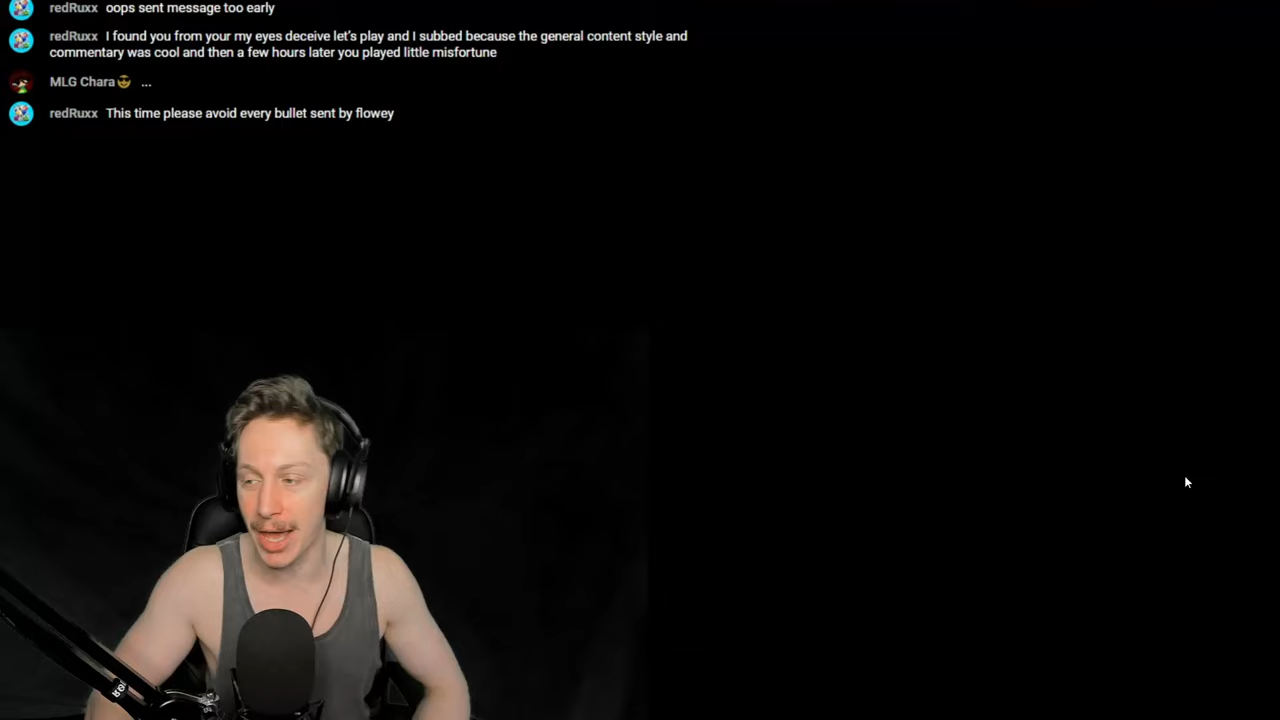 redRuxx oops sent message too early
redRuxx I found you from your my eyes deceive let's play and I subbed because the general content style and
commentary was cool and then a few hours later you played little misfortune
MLG Chara😎 ...
redRuxx This time please avoid every bullet sent by flowey